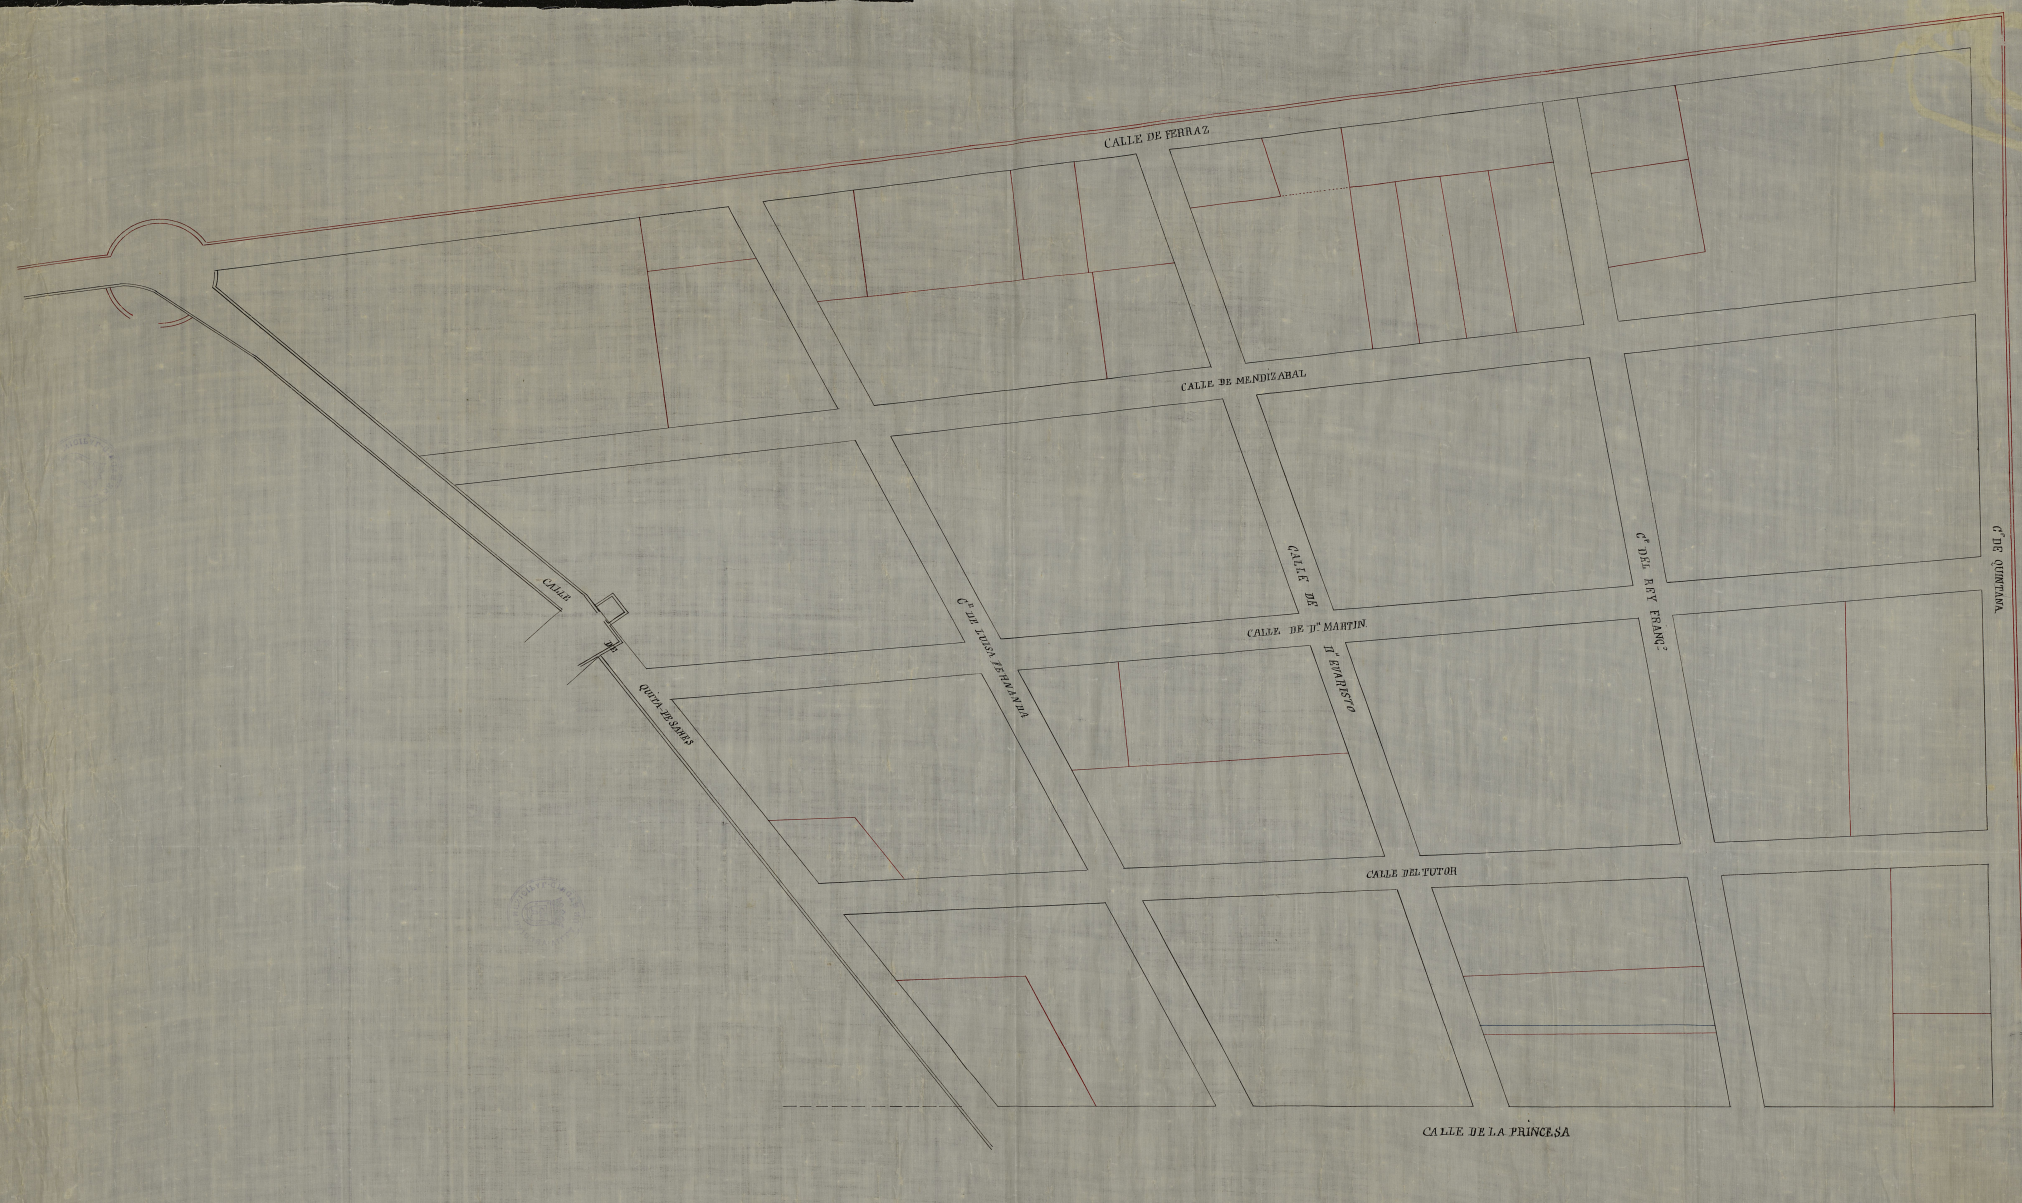 CALLE DE FERRAZ
CALLE DE MENDIZABAL
CALLE DE QUITA-PESARES
Cᴱ DE LUISA FERNANDA
CALLE DE Dⁿ EVARISTO
CALLE DE Dⁿ MARTIN
Cᴱ DEL REY FRANCº
Cᴱ DE QUINTANA
CALLE DEL TUTOR
CALLE DE LA PRINCESA